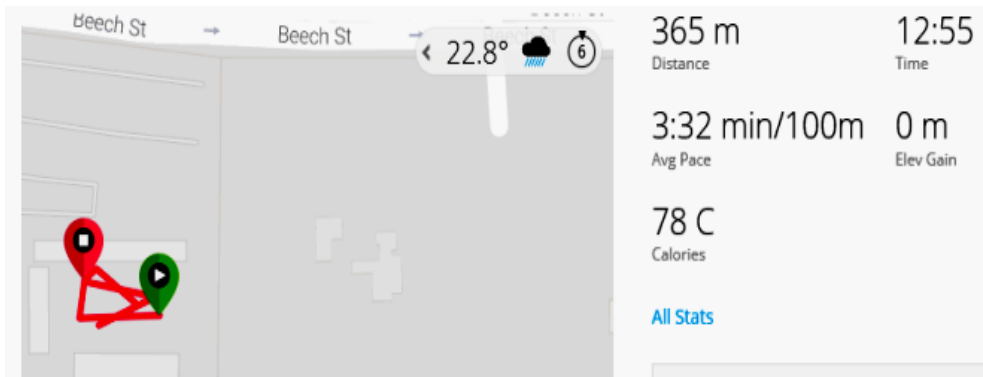 Beech St
Beech St
22.8°
6
365 m
Distance
12:55
Time
3:32 min/100m
Avg Pace
0 m
Elev Gain
78 C
Calories
All Stats